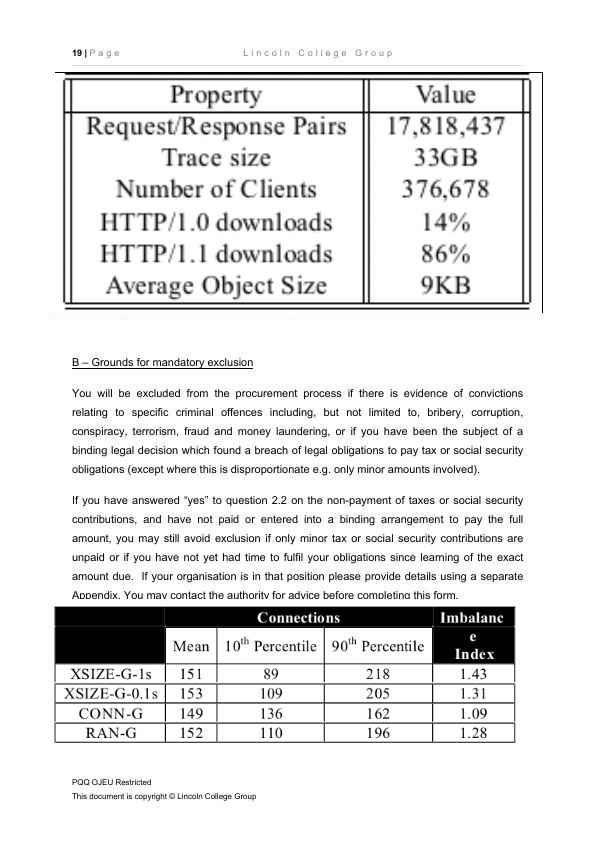 19 | Page Lincoln College Group
Property Value
Request/Response Pairs 17,818,437
Trace size 33GB
Number of Clients 376,678
HTTP/1.0 downloads 14%
HTTP/1.1 downloads 86%
Average Object Size 9KB
B – Grounds for mandatory exclusion
You will be excluded from the procurement process if there is evidence of convictions
relating to specific criminal offences including, but not limited to, bribery, corruption,
conspiracy, terrorism, fraud and money laundering, or if you have been the subject of a
binding legal decision which found a breach of legal obligations to pay tax or social security
obligations (except where this is disproportionate e.g. only minor amounts involved).
If you have answered “yes” to question 2.2 on the non-payment of taxes or social security
contributions, and have not paid or entered into a binding arrangement to pay the full
amount, you may still avoid exclusion if only minor tax or social security contributions are
unpaid or if you have not yet had time to fulfil your obligations since learning of the exact
amount due. If your organisation is in that position please provide details using a separate
Appendix. You may contact the authority for advice before completing this form.
Connections Imbalanc
e
Index
Mean 10th Percentile 90th Percentile
XSIZE-G-1s 151 89 218 1.43
XSIZE-G-0.1s 153 109 205 1.31
CONN-G 149 136 162 1.09
RAN-G 152 110 196 1.28
PQQ OJEU Restricted
This document is copyright © Lincoln College Group